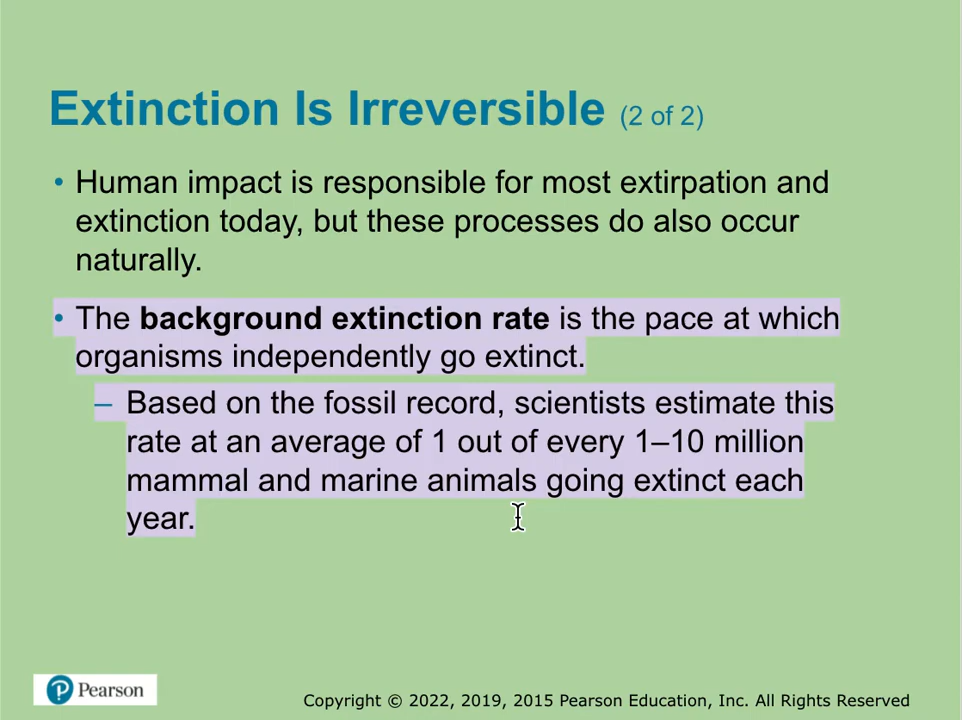 Extinction Is Irreversible (2 of 2)
• Human impact is responsible for most extirpation and
extinction today, but these processes do also occur
naturally.
• The background extinction rate is the pace at which
organisms independently go extinct.
– Based on the fossil record, scientists estimate this
rate at an average of 1 out of every 1–10 million
mammal and marine animals going extinct each
year.
Pearson
Copyright © 2022, 2019, 2015 Pearson Education, Inc. All Rights Reserved